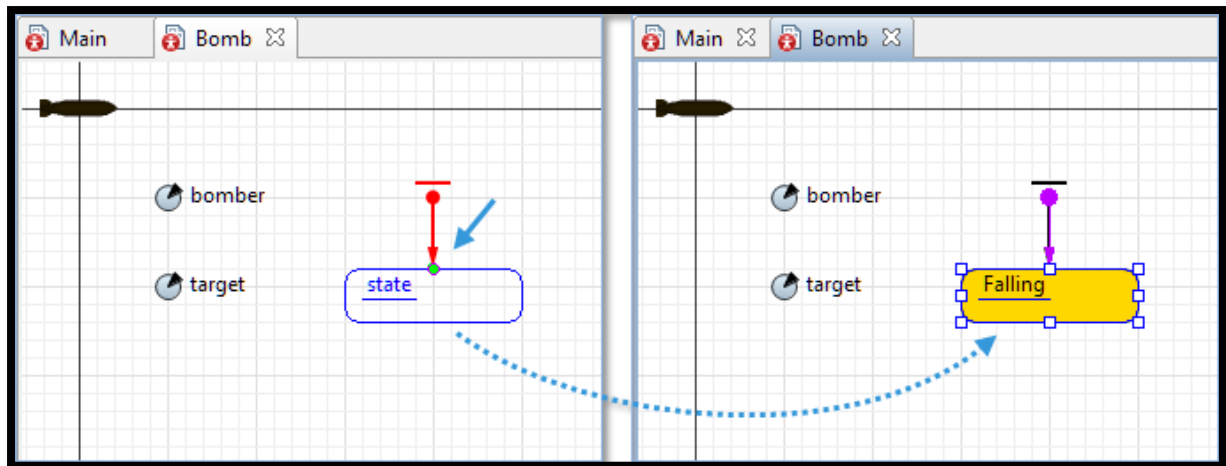 Main Bomb
bomber
target
state
Main Bomb
bomber
target
Falling